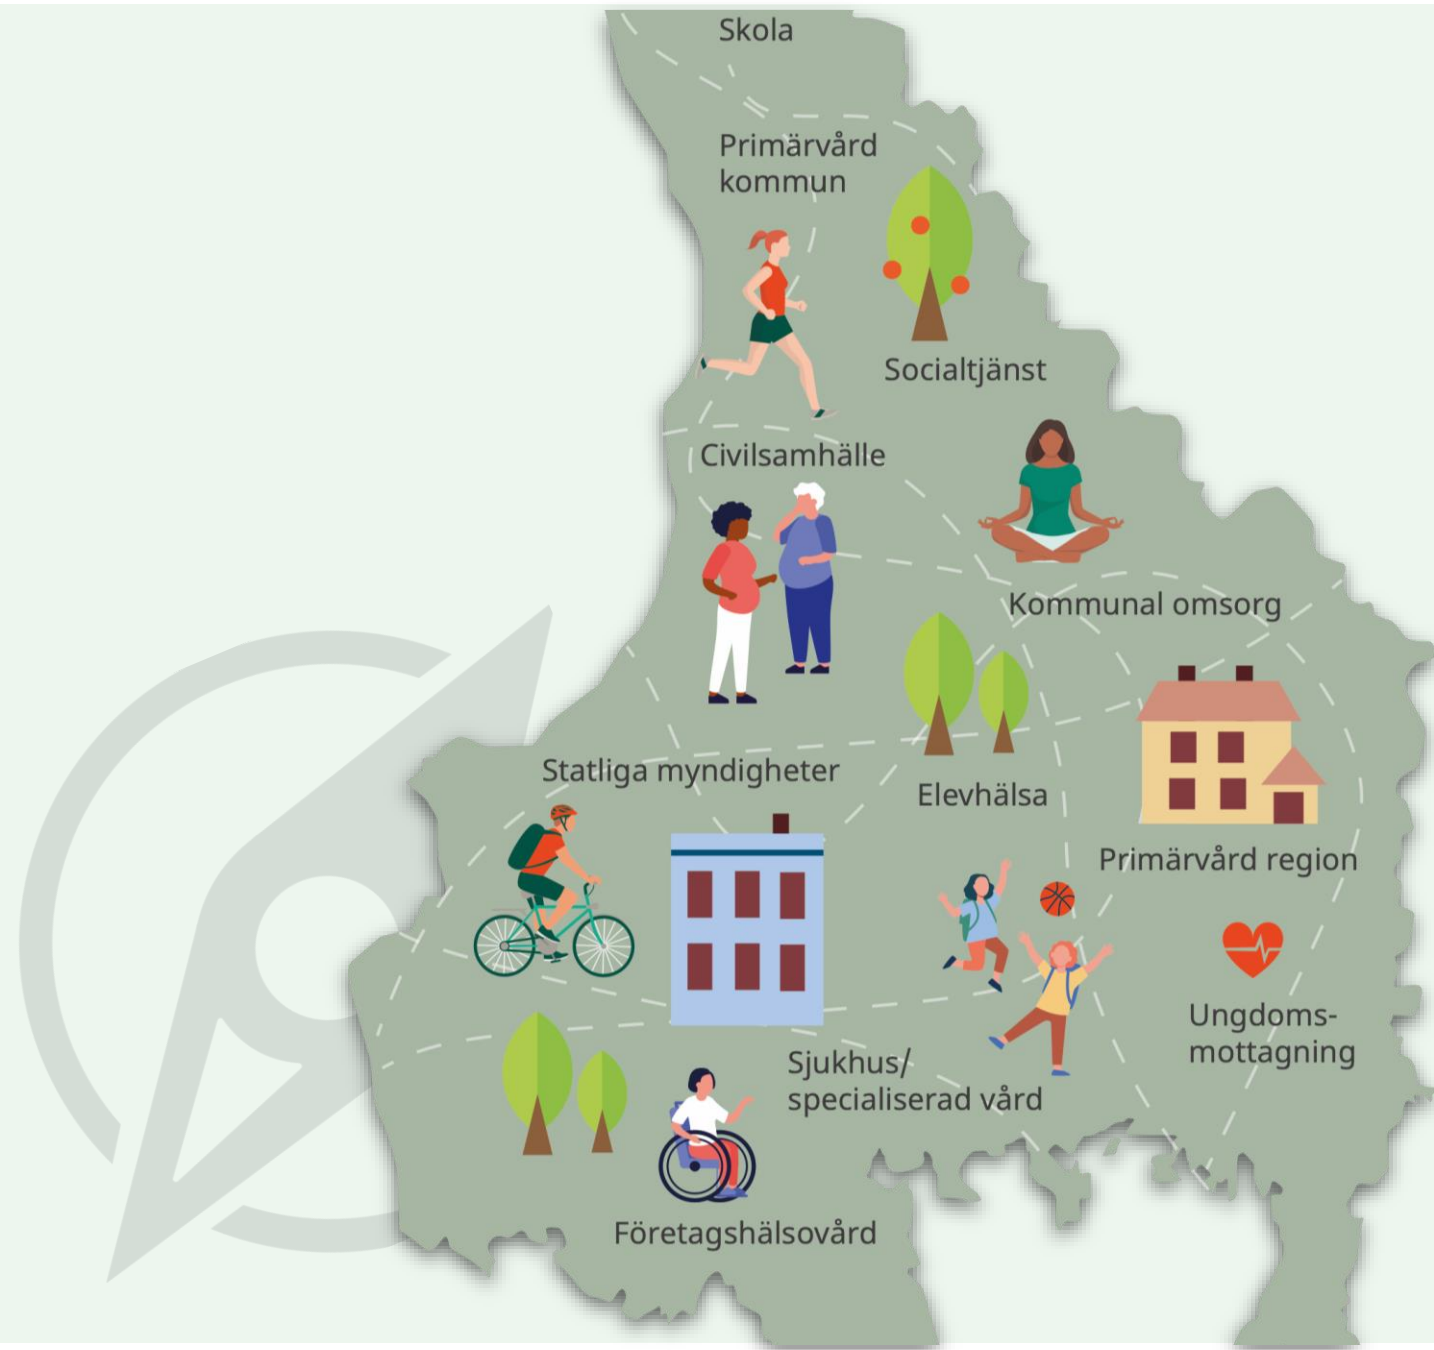 Skola
Primärvård
kommun
Socialtjänst
Civilsamhälle
Kommunal omsorg
Statliga myndigheter
Elevhälsa
Primärvård region
Ungdoms-
mottagning
Sjukhus/
specialiserad vård
Företagshälsovård